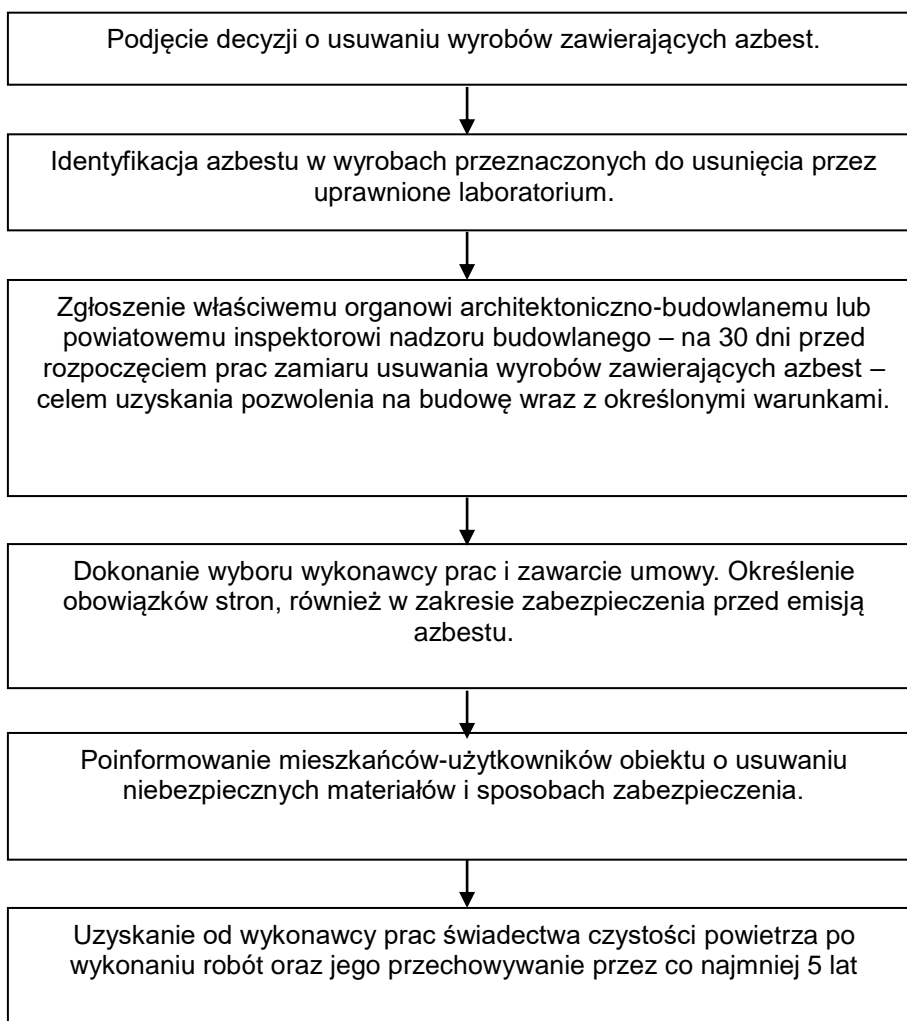 Podjęcie decyzji o usuwaniu wyrobów zawierających azbest.
Identyfikacja azbestu w wyrobach przeznaczonych do usunięcia przez
uprawnione laboratorium.
Zgłoszenie właściwemu organowi architektoniczno-budowlanemu lub
powiatowemu inspektorowi nadzoru budowlanego – na 30 dni przed
rozpoczęciem prac zamiaru usuwania wyrobów zawierających azbest –
celem uzyskania pozwolenia na budowę wraz z określonymi warunkami.
Dokonanie wyboru wykonawcy prac i zawarcie umowy. Określenie
obowiązków stron, również w zakresie zabezpieczenia przed emisją
azbestu.
Poinformowanie mieszkańców-użytkowników obiektu o usuwaniu
niebezpiecznych materiałów i sposobach zabezpieczenia.
Uzyskanie od wykonawcy prac świadectwa czystości powietrza po
wykonaniu robót oraz jego przechowywanie przez co najmniej 5 lat